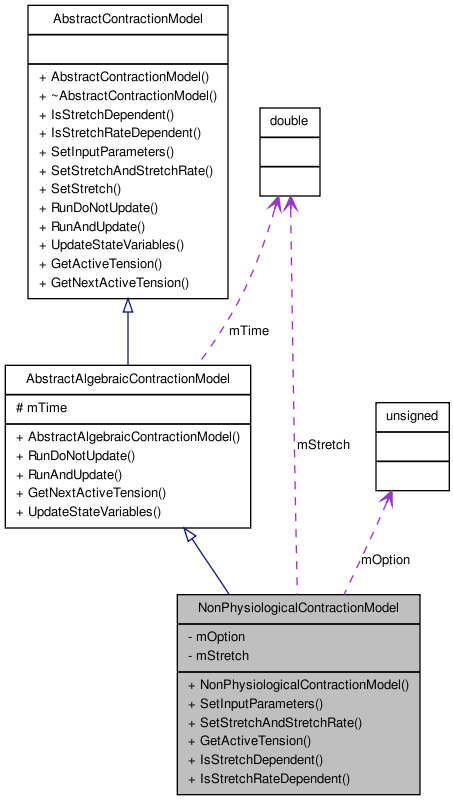 AbstractContractionModel
+ AbstractContractionModel()
+ ~AbstractContractionModel()
+ IsStretchDependent()
+ IsStretchRateDependent()
+ SetInputParameters()
+ SetStretchAndStretchRate()
+ SetStretch()
+ RunDoNotUpdate()
+ RunAndUpdate()
+ UpdateStateVariables()
+ GetActiveTension()
+ GetNextActiveTension()
double
mTime
AbstractAlgebraicContractionModel
# mTime
+ AbstractAlgebraicContractionModel()
+ RunDoNotUpdate()
+ RunAndUpdate()
+ GetNextActiveTension()
+ UpdateStateVariables()
mStretch
unsigned
mOption
NonPhysiologicalContractionModel
- mOption
- mStretch
+ NonPhysiologicalContractionModel()
+ SetInputParameters()
+ SetStretchAndStretchRate()
+ GetActiveTension()
+ IsStretchDependent()
+ IsStretchRateDependent()